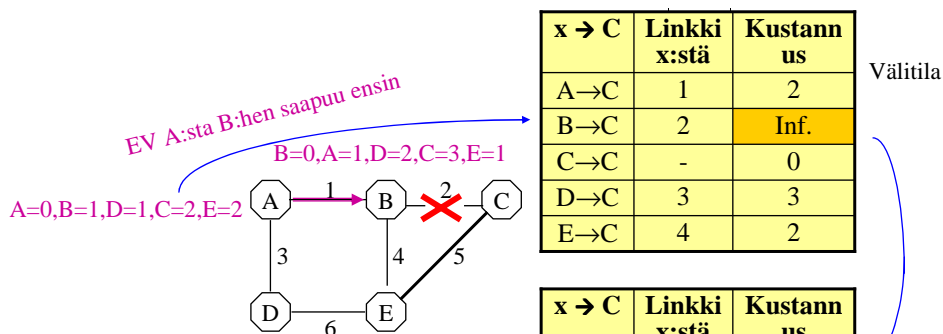 x → C Linkki x:stä Kustann us
A→C 1 2
B→C 2 Inf.
C→C - 0
D→C 3 3
E→C 4 2
Välitila
EV A:sta B:hen saapuu ensin
B=0,A=1,D=2,C=3,E=1
A=0,B=1,D=1,C=2,E=2
A 1 B 2 C
3 4 5
D 6 E
x → C Linkki x:stä Kustann us